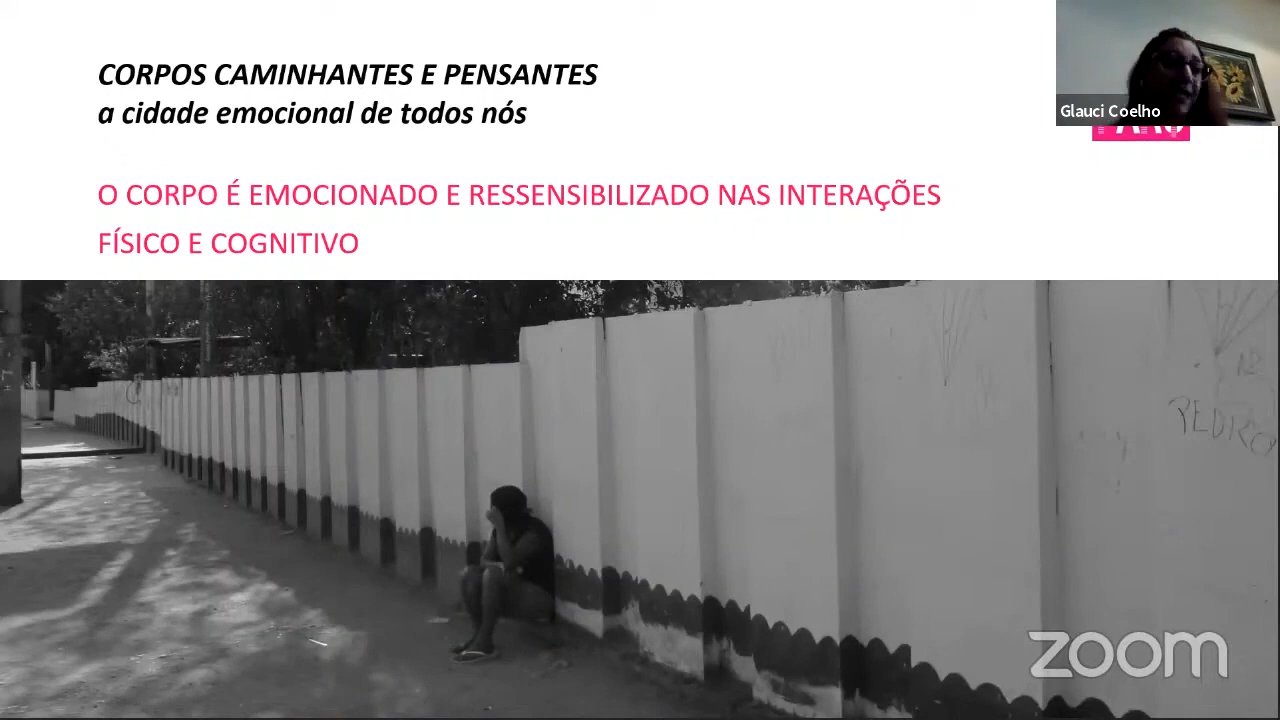 CORPOS CAMINHANTES E PENSANTES
a cidade emocional de todos nós
Glauci Coelho
O CORPO É EMOCIONADO E RESSENSIBILIZADO NAS INTERAÇÕES
FÍSICO E COGNITIVO
PEDRO
zoom